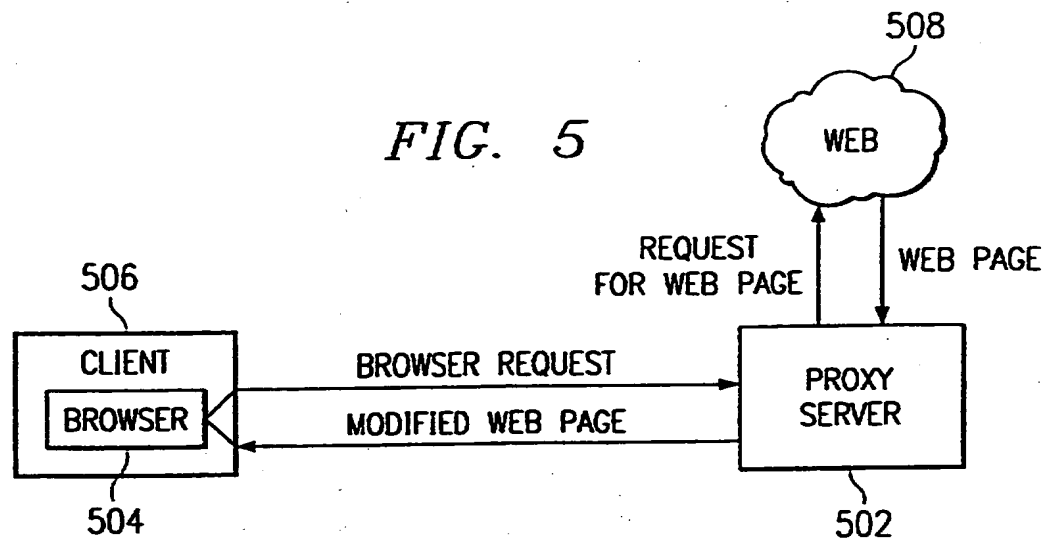 508
FIG. 5
WEB
REQUEST
FOR WEB PAGE
WEB PAGE
506
CLIENT
BROWSER
504
BROWSER REQUEST
MODIFIED WEB PAGE
PROXY
SERVER
502